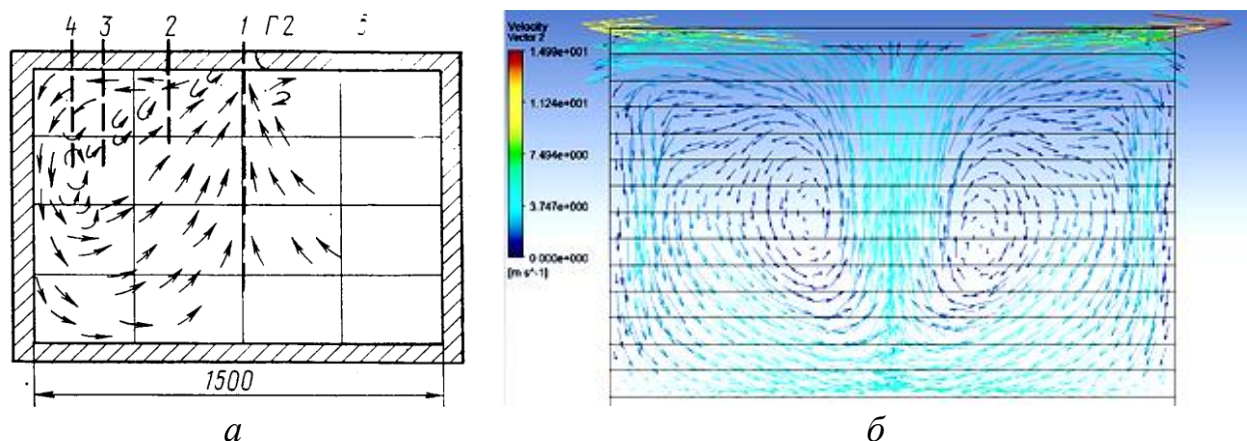 4 3 2 1 Г2
1500
Velocity
Vector 2
1.499e+001
1.124e+001
7.494e+000
3.747e+000
0.000e+000
[m s^-1]
а б